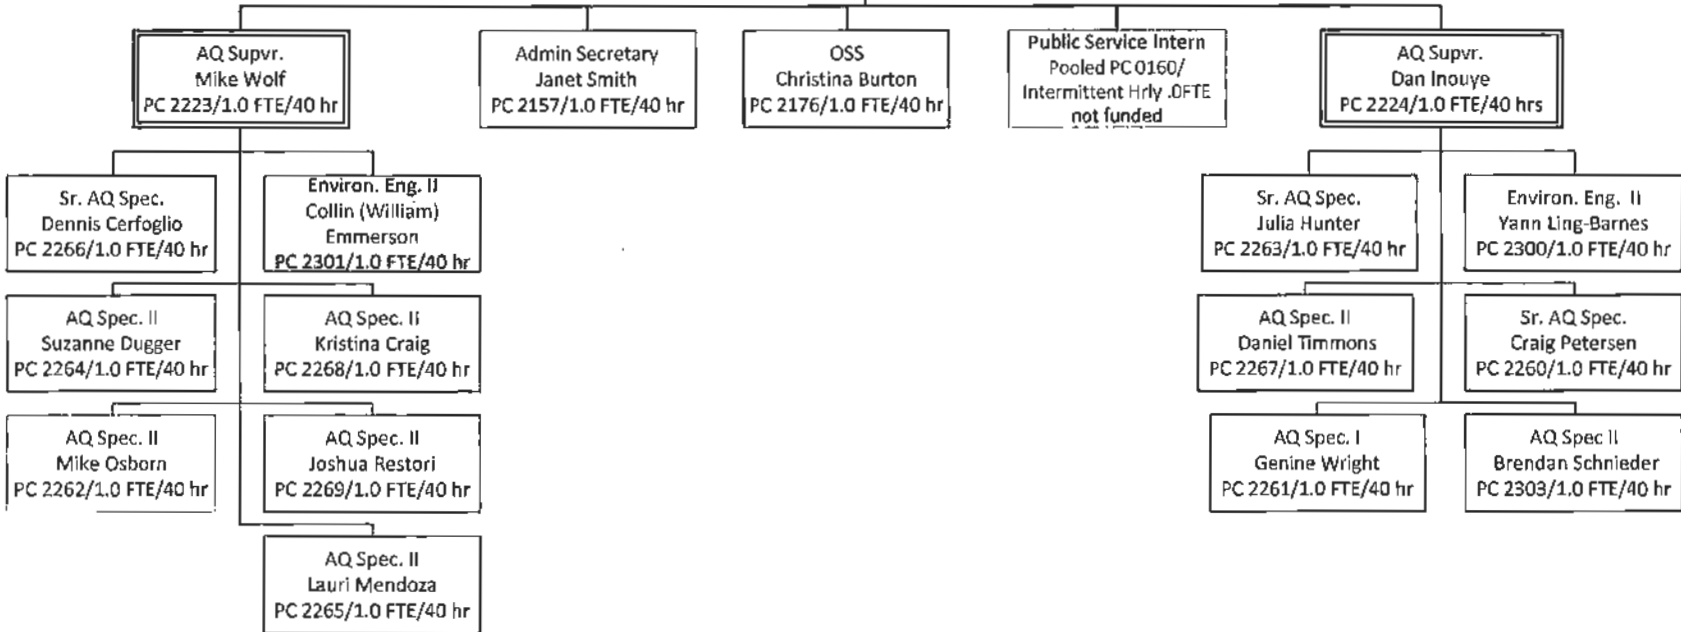 AQ Supvr.
Mike Wolf
PC 2223/1.0 FTE/40 hr
Admin Secretary
Janet Smith
PC 2157/1.0 FTE/40 hr
OSS
Christina Burton
PC 2176/1.0 FTE/40 hr
Public Service Intern
Pooled PC 0160/
Intermittent Hrly .0FTE
not funded
AQ Supvr.
Dan Inouye
PC 2224/1.0 FTE/40 hrs
Sr. AQ Spec.
Dennis Cerfoglio
PC 2266/1.0 FTE/40 hr
Environ. Eng. II
Collin (William)
Emmerson
PC 2301/1.0 FTE/40 hr
Sr. AQ Spec.
Julia Hunter
PC 2263/1.0 FTE/40 hr
Environ. Eng. II
Yann Ling-Barnes
PC 2300/1.0 FTE/40 hr
AQ Spec. II
Suzanne Dugger
PC 2264/1.0 FTE/40 hr
AQ Spec. II
Kristina Craig
PC 2268/1.0 FTE/40 hr
AQ Spec. II
Daniel Timmons
PC 2267/1.0 FTE/40 hr
Sr. AQ Spec.
Craig Petersen
PC 2260/1.0 FTE/40 hr
AQ Spec. II
Mike Osborn
PC 2262/1.0 FTE/40 hr
AQ Spec. II
Joshua Restori
PC 2269/1.0 FTE/40 hr
AQ Spec. I
Genine Wright
PC 2261/1.0 FTE/40 hr
AQ Spec II
Brendan Schnieder
PC 2303/1.0 FTE/40 hr
AQ Spec. II
Lauri Mendoza
PC 2265/1.0 FTE/40 hr